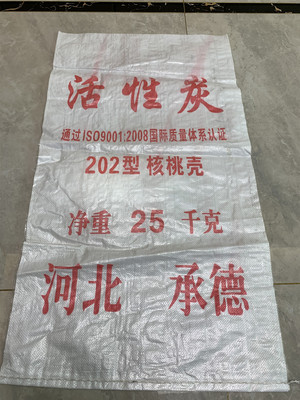 活性炭
通过ISO9001:2008国际质量体系认证
202型 核桃壳
净重 25 千克
河北 承德